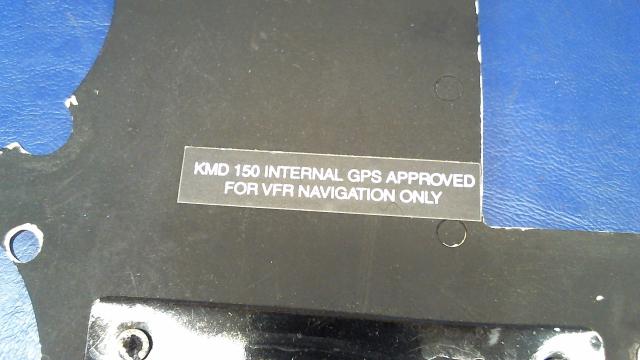 KMD 150 INTERNAL GPS APPROVED
FOR VFR NAVIGATION ONLY